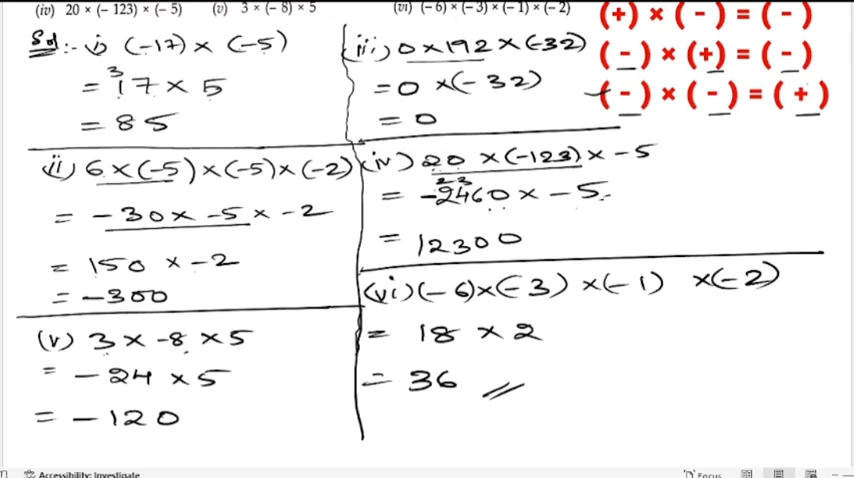 (iv) 20 × (– 123) × (– 5) (v) 3 × (– 8) × 5 (vi) (– 6) × (– 3) × (– 1) × (– 2)
(+) × (-) = (-)
(-) × (+) = (-)
(-) × (-) = (+)
Sol :- i) (-17) × (-5)
3
= 17 × 5
= 85
(iii) 0 × 192 × (-32)
= 0 × (-32)
= 0
(ii) 6 × (-5) × (-5) × (-2)
= -30 × -5 × -2
= 150 × -2
= -300
(iv) 20 × (-123) × -5
2 3
= -2460 × -5
= 12300
(v) 3 × -8 × 5
= -24 × 5
= -120
(vi) (-6) × (-3) × (-1) × (-2)
= 18 × 2
= 36 //
Accessibility: Investigate
Focus